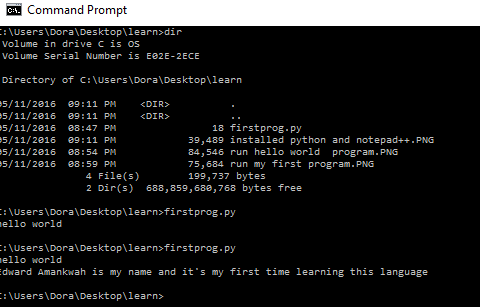 Command Prompt
C:\Users\Dora\Desktop\learn>dir
Volume in drive C is OS
Volume Serial Number is E02E-2ECE
Directory of C:\Users\Dora\Desktop\learn
05/11/2016  09:11 PM    <DIR>          .
05/11/2016  09:11 PM    <DIR>          ..
05/11/2016  08:47 PM                18 firstprog.py
05/11/2016  09:11 PM            39,489 installed python and notepad++.PNG
05/11/2016  08:54 PM            84,546 run hello world  program.PNG
05/11/2016  08:59 PM            75,684 run my first program.PNG
4 File(s)        199,737 bytes
2 Dir(s)  688,859,680,768 bytes free
C:\Users\Dora\Desktop\learn>firstprog.py
hello world
C:\Users\Dora\Desktop\learn>firstprog.py
hello world
Edward Amankwah is my name and it's my first time learning this language
C:\Users\Dora\Desktop\learn>